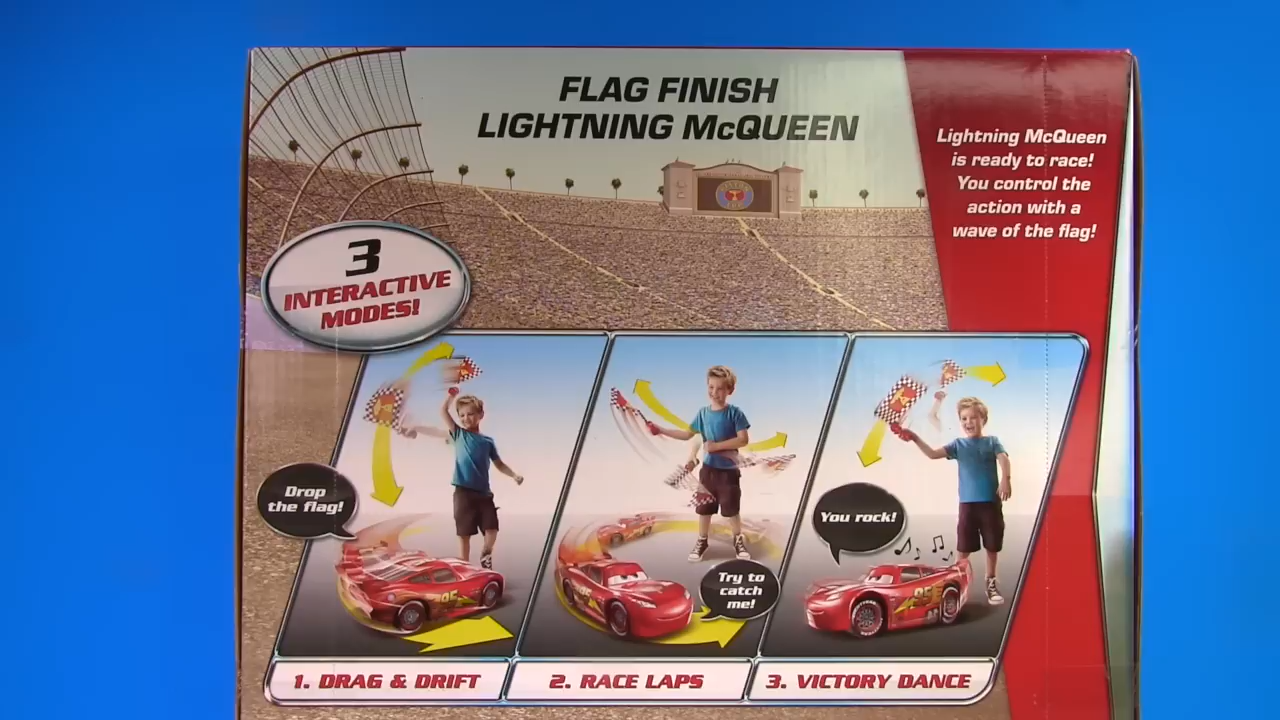 FLAG FINISH
LIGHTNING McQUEEN
Lightning McQueen
is ready to race!
You control the
action with a
wave of the flag!
3
INTERACTIVE
MODES!
Drop
the flag!
Try to
catch
me!
You rock!
95
95
1. DRAG & DRIFT
2. RACE LAPS
3. VICTORY DANCE